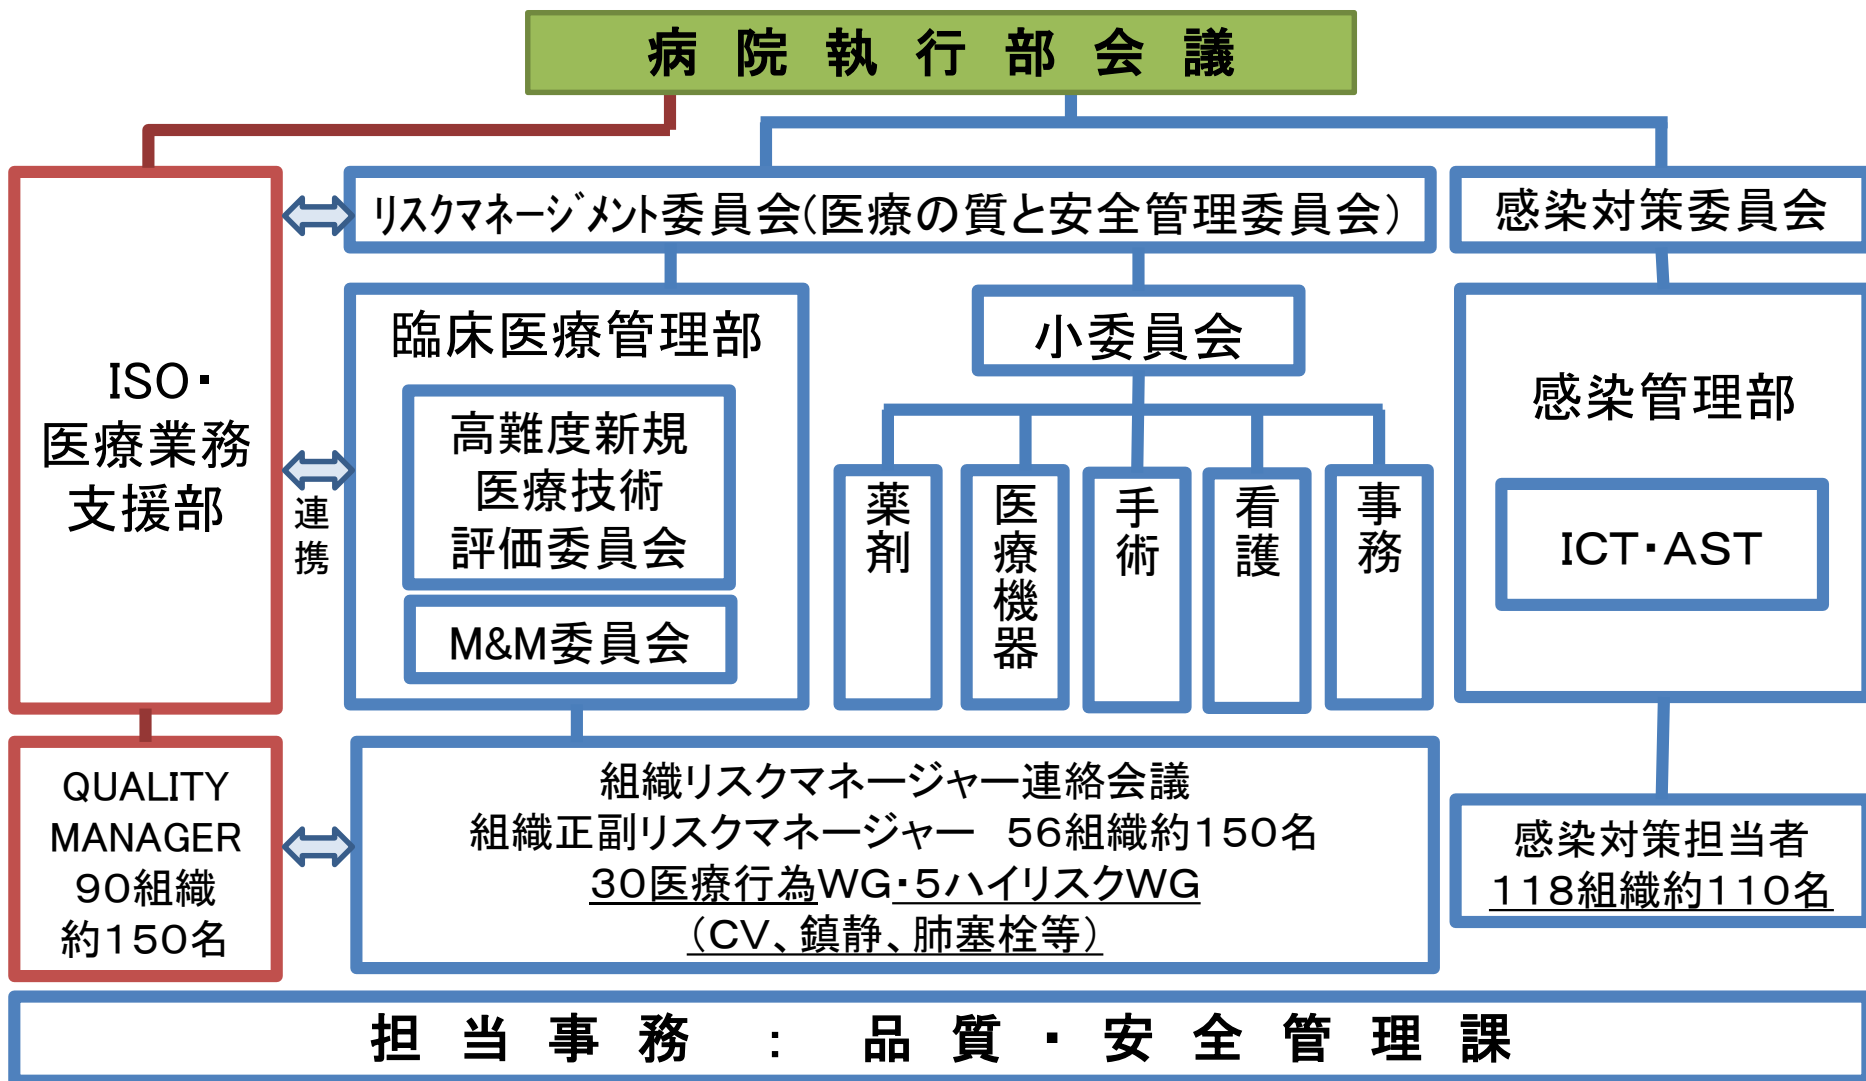 病院執行部会議
リスクマネージメント委員会(医療の質と安全管理委員会)
感染対策委員会
ISO・
医療業務
支援部
連携
臨床医療管理部
高難度新規
医療技術
評価委員会
M&M委員会
小委員会
薬剤
医療機器
手術
看護
事務
感染管理部
ICT・AST
QUALITY
MANAGER
90組織
約150名
組織リスクマネージャー連絡会議
組織正副リスクマネージャー 56組織約150名
30医療行為WG・5ハイリスクWG
(CV、鎮静、肺塞栓等)
感染対策担当者
118組織約110名
担当事務 : 品質・安全管理課